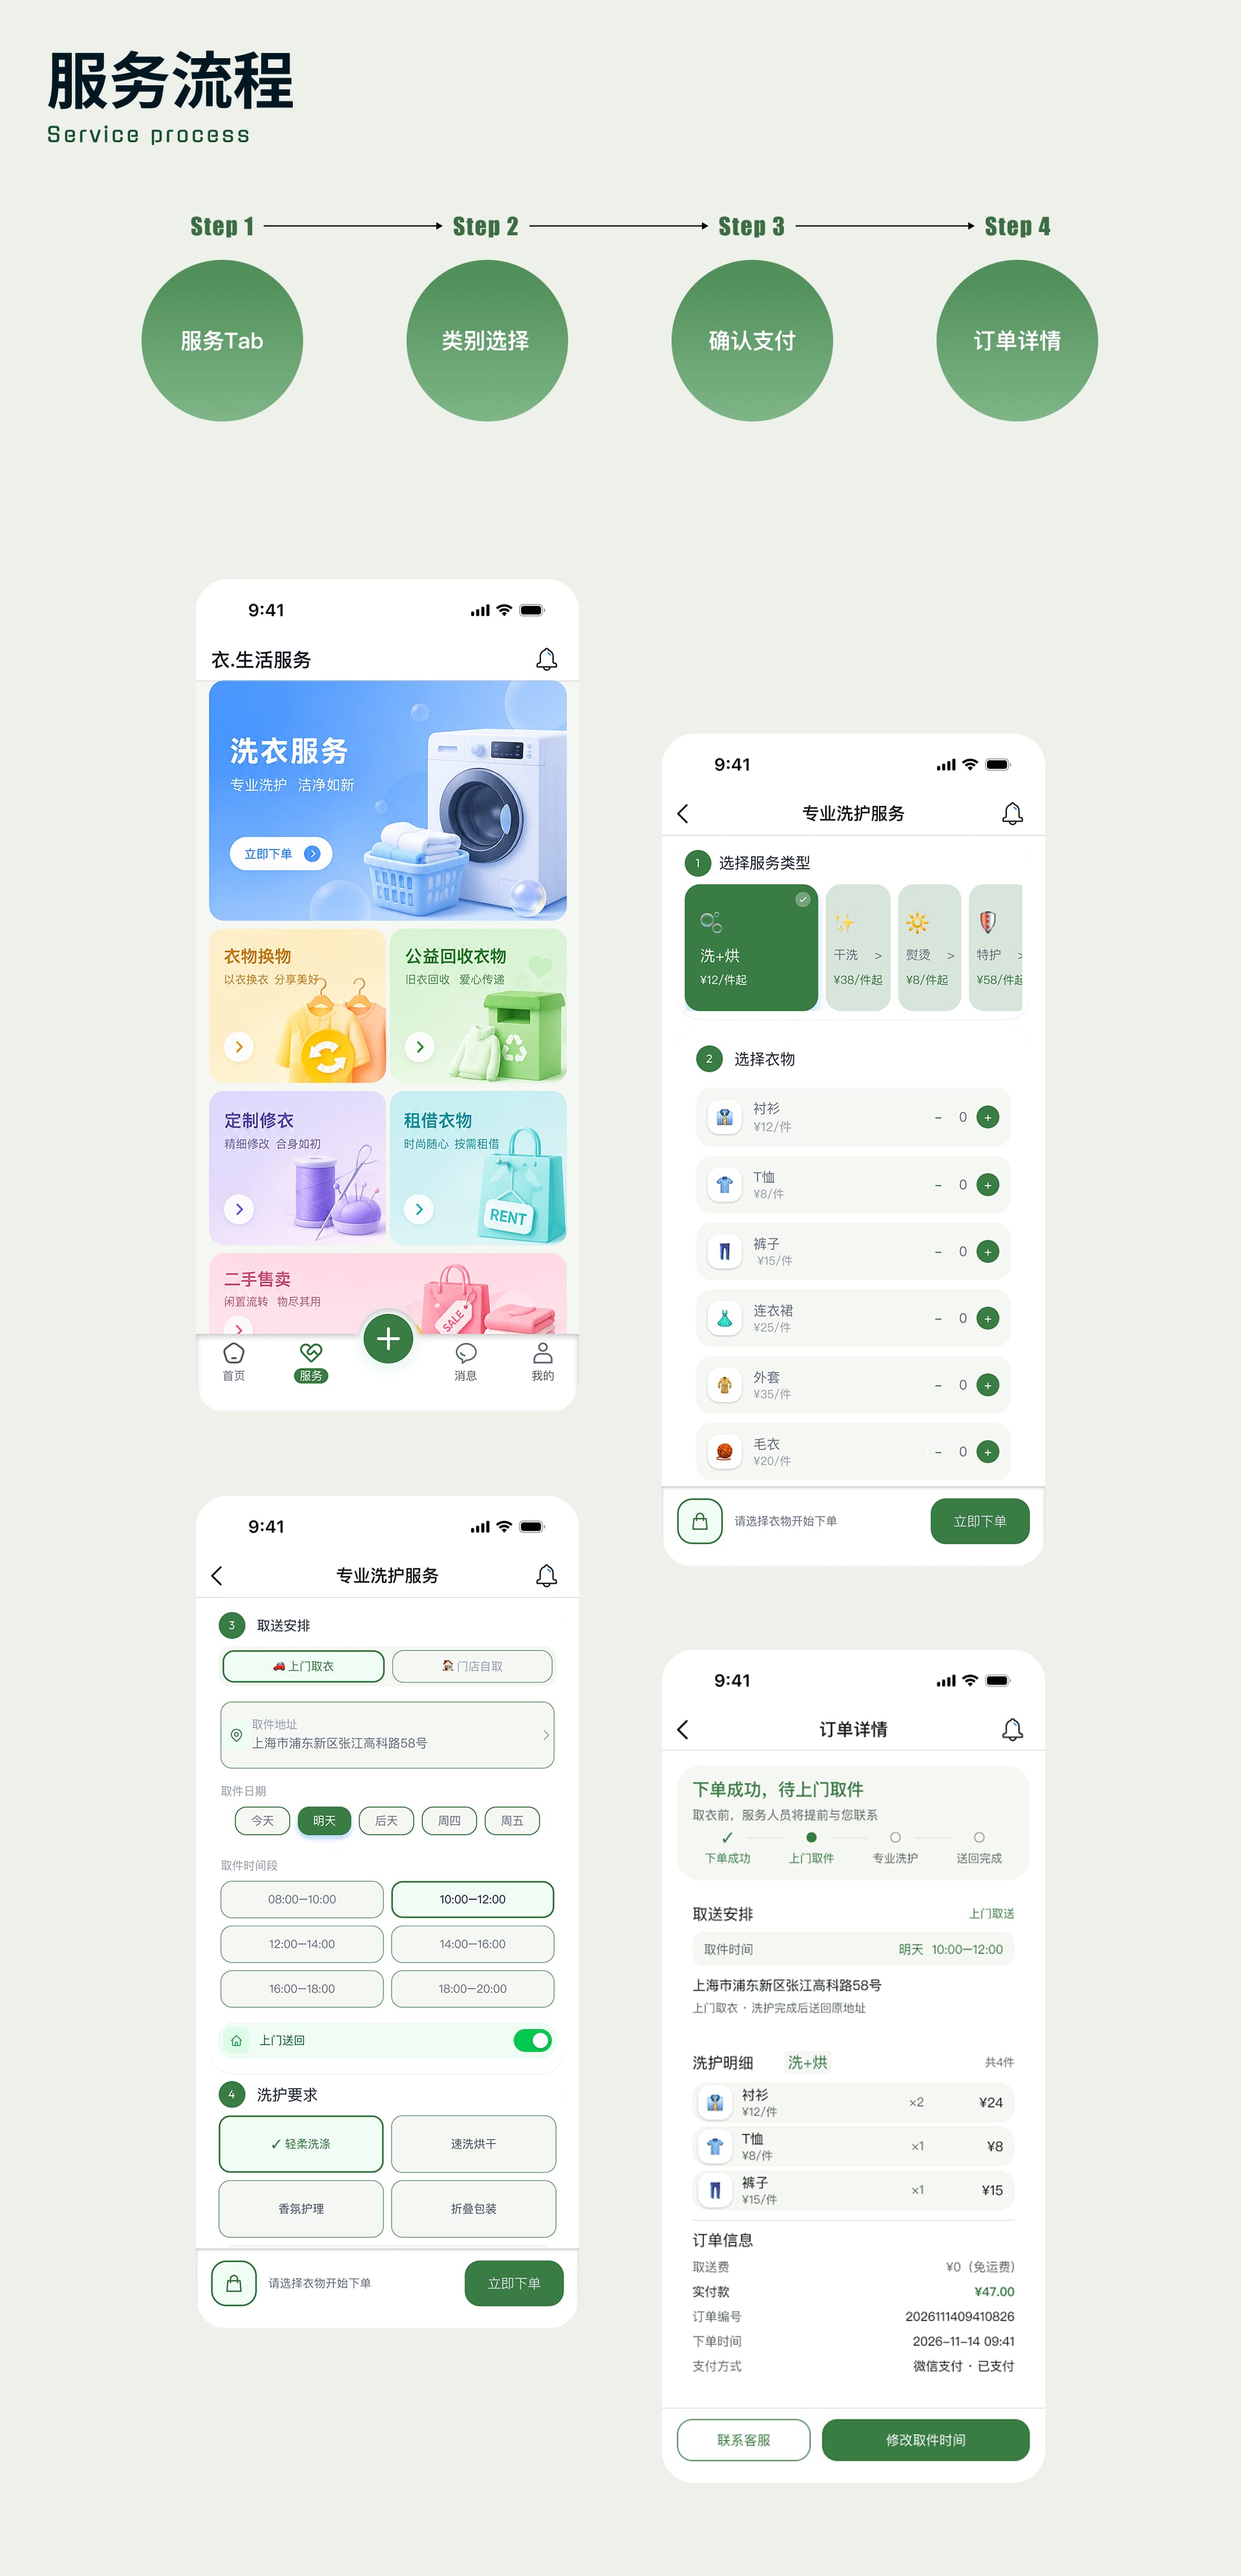 服务流程
Service process
Step 1
Step 2
Step 3
Step 4
服务Tab
类别选择
确认支付
订单详情
9:41
衣.生活服务
洗衣服务
专业洗护 洁净如新
立即下单
衣物换物
以衣换衣 分享美好
公益回收衣物
旧衣回收 爱心传递
定制修衣
精细修改 合身如初
租借衣物
时尚随心 按需租借
RENT
二手售卖
闲置流转 物尽其用
SALE
首页
服务
消息
我的
9:41
专业洗护服务
1 选择服务类型
洗+烘
¥12/件起
干洗 >
¥38/件起
熨烫 >
¥8/件起
特护 >
¥58/件起
2 选择衣物
衬衫
¥12/件
- 0 +
T恤
¥8/件
- 0 +
裤子
¥15/件
- 0 +
连衣裙
¥25/件
- 0 +
外套
¥35/件
- 0 +
毛衣
¥20/件
- 0 +
请选择衣物开始下单
立即下单
9:41
专业洗护服务
3 取送安排
上门取衣
门店自取
取件地址
上海市浦东新区张江高科路58号
取件日期
今天
明天
后天
周四
周五
取件时间段
08:00—10:00
10:00—12:00
12:00—14:00
14:00—16:00
16:00—18:00
18:00—20:00
上门送回
4 洗护要求
✓ 轻柔洗涤
速洗烘干
香氛护理
折叠包装
请选择衣物开始下单
立即下单
9:41
订单详情
下单成功，待上门取件
取衣前，服务人员将提前与您联系
下单成功
上门取件
专业洗护
送回完成
取送安排
上门取送
取件时间
明天 10:00—12:00
上海市浦东新区张江高科路58号
上门取衣 · 洗护完成后送回原地址
洗护明细 洗+烘 共4件
衬衫
¥12/件
×2 ¥24
T恤
¥8/件
×1 ¥8
裤子
¥15/件
×1 ¥15
订单信息
取送费 ¥0（免运费）
实付款 ¥47.00
订单编号 2026111409410826
下单时间 2026-11-14 09:41
支付方式 微信支付 · 已支付
联系客服
修改取件时间